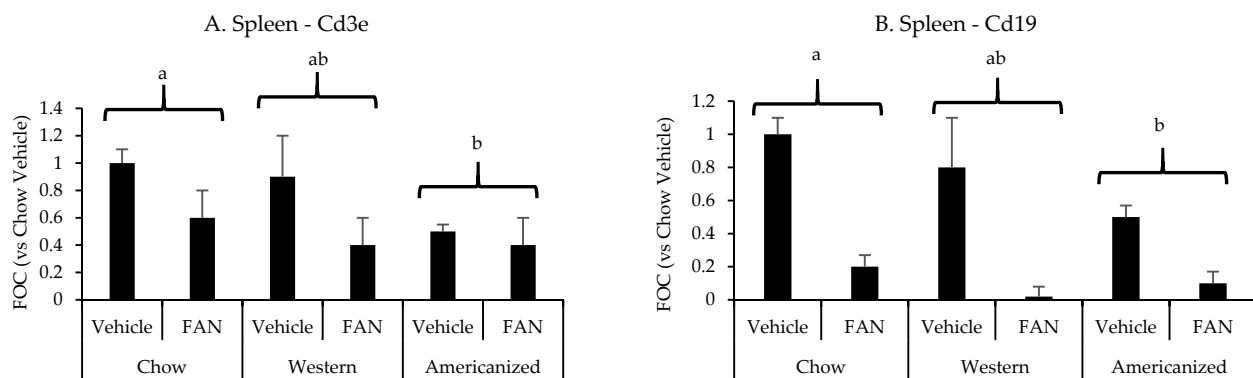 A. Spleen - Cd3e
a
ab
b
FOC (vs Chow Vehicle)
1.4
1.2
1
0.8
0.6
0.4
0.2
0
Vehicle FAN Vehicle FAN Vehicle FAN
Chow Western Americanized
B. Spleen - Cd19
a
ab
b
FOC (vs Chow Vehicle)
1.2
1
0.8
0.6
0.4
0.2
0
Vehicle FAN Vehicle FAN Vehicle FAN
Chow Western Americanized